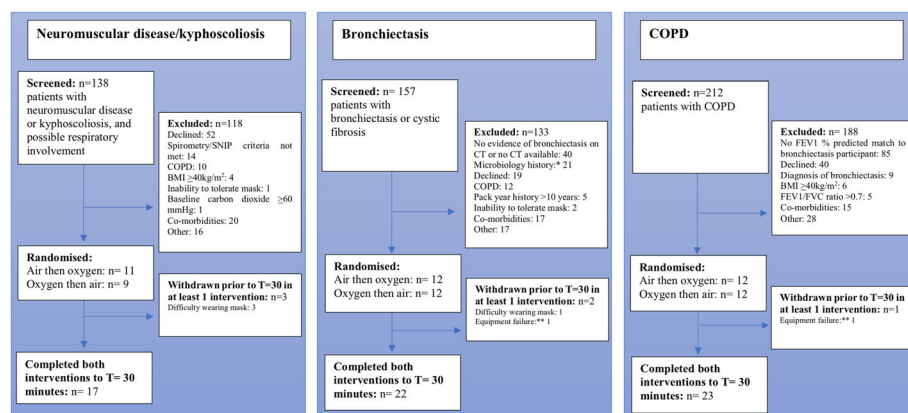 Neuromuscular disease/kyphoscoliosis
Screened: n=138
patients with
neuromuscular disease
or kyphoscoliosis, and
possible respiratory
involvement
Excluded: n=118
Declined: 52
Spirometry/SNIP criteria not
met: 14
COPD: 10
BMI ≥40kg/m²: 4
Inability to tolerate mask: 1
Baseline carbon dioxide ≥60
mmHg: 1
Co-morbidities: 20
Other: 16
Randomised:
Air then oxygen: n= 11
Oxygen then air: n= 9
Withdrawn prior to T=30 in
at least 1 intervention: n=3
Difficulty wearing mask: 3
Completed both
interventions to T= 30
minutes: n= 17
Bronchiectasis
Screened: n= 157
patients with
bronchiectasis or cystic
fibrosis
Excluded: n=133
No evidence of bronchiectasis on
CT or no CT available: 40
Microbiology history:* 21
Declined: 19
COPD: 12
Pack year history >10 years: 5
Inability to tolerate mask: 2
Co-morbidities: 17
Other: 17
Randomised:
Air then oxygen: n= 12
Oxygen then air: n= 12
Withdrawn prior to T=30 in
at least 1 intervention: n=2
Difficulty wearing mask: 1
Equipment failure:** 1
Completed both
interventions to T= 30
minutes: n= 22
COPD
Screened: n=212
patients with COPD
Excluded: n= 188
No FEV1 % predicted match to
bronchiectasis participant: 85
Declined: 40
Diagnosis of bronchiectasis: 9
BMI ≥40kg/m²: 6
FEV1/FVC ratio >0.7: 5
Co-morbidities: 15
Other: 28
Randomised:
Air then oxygen: n= 12
Oxygen then air: n= 12
Withdrawn prior to T=30 in
at least 1 intervention:
n=1
Equipment failure:** 1
Completed both
interventions to T= 30
minutes: n= 23